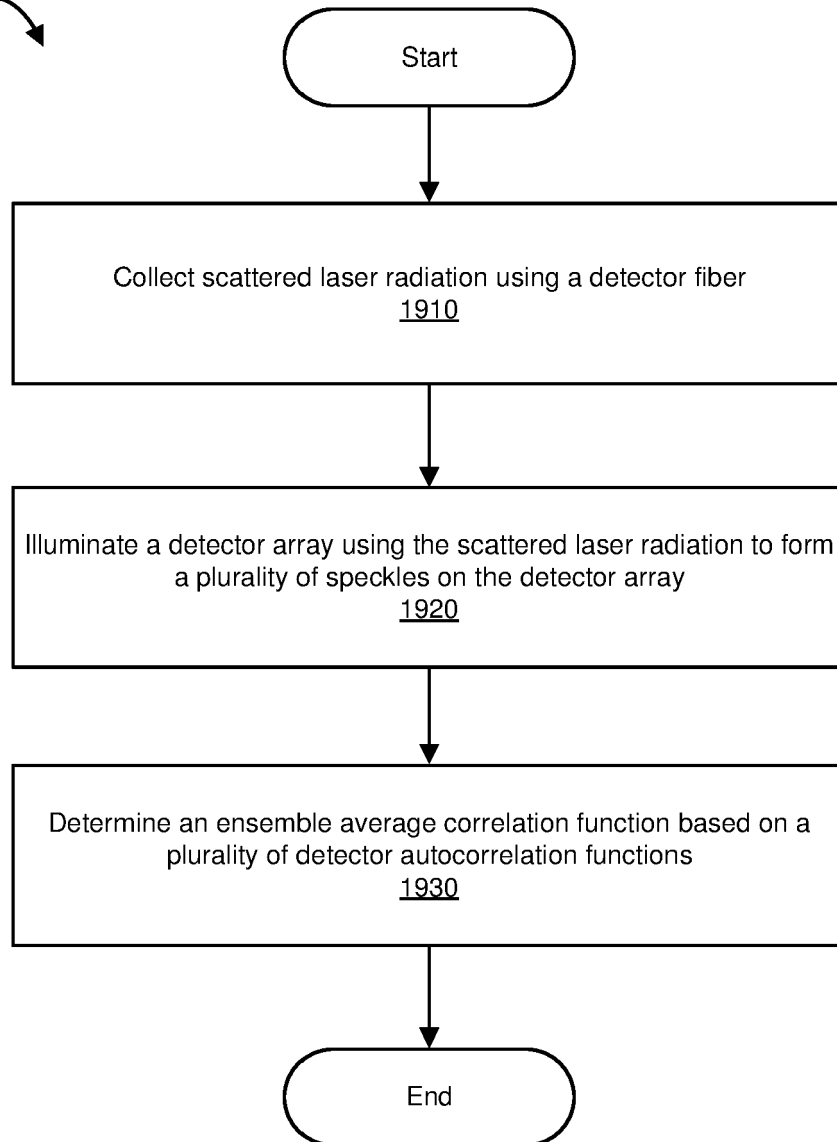 Start
Collect scattered laser radiation using a detector fiber
1910
Illuminate a detector array using the scattered laser radiation to form
a plurality of speckles on the detector array
1920
Determine an ensemble average correlation function based on a
plurality of detector autocorrelation functions
1930
End